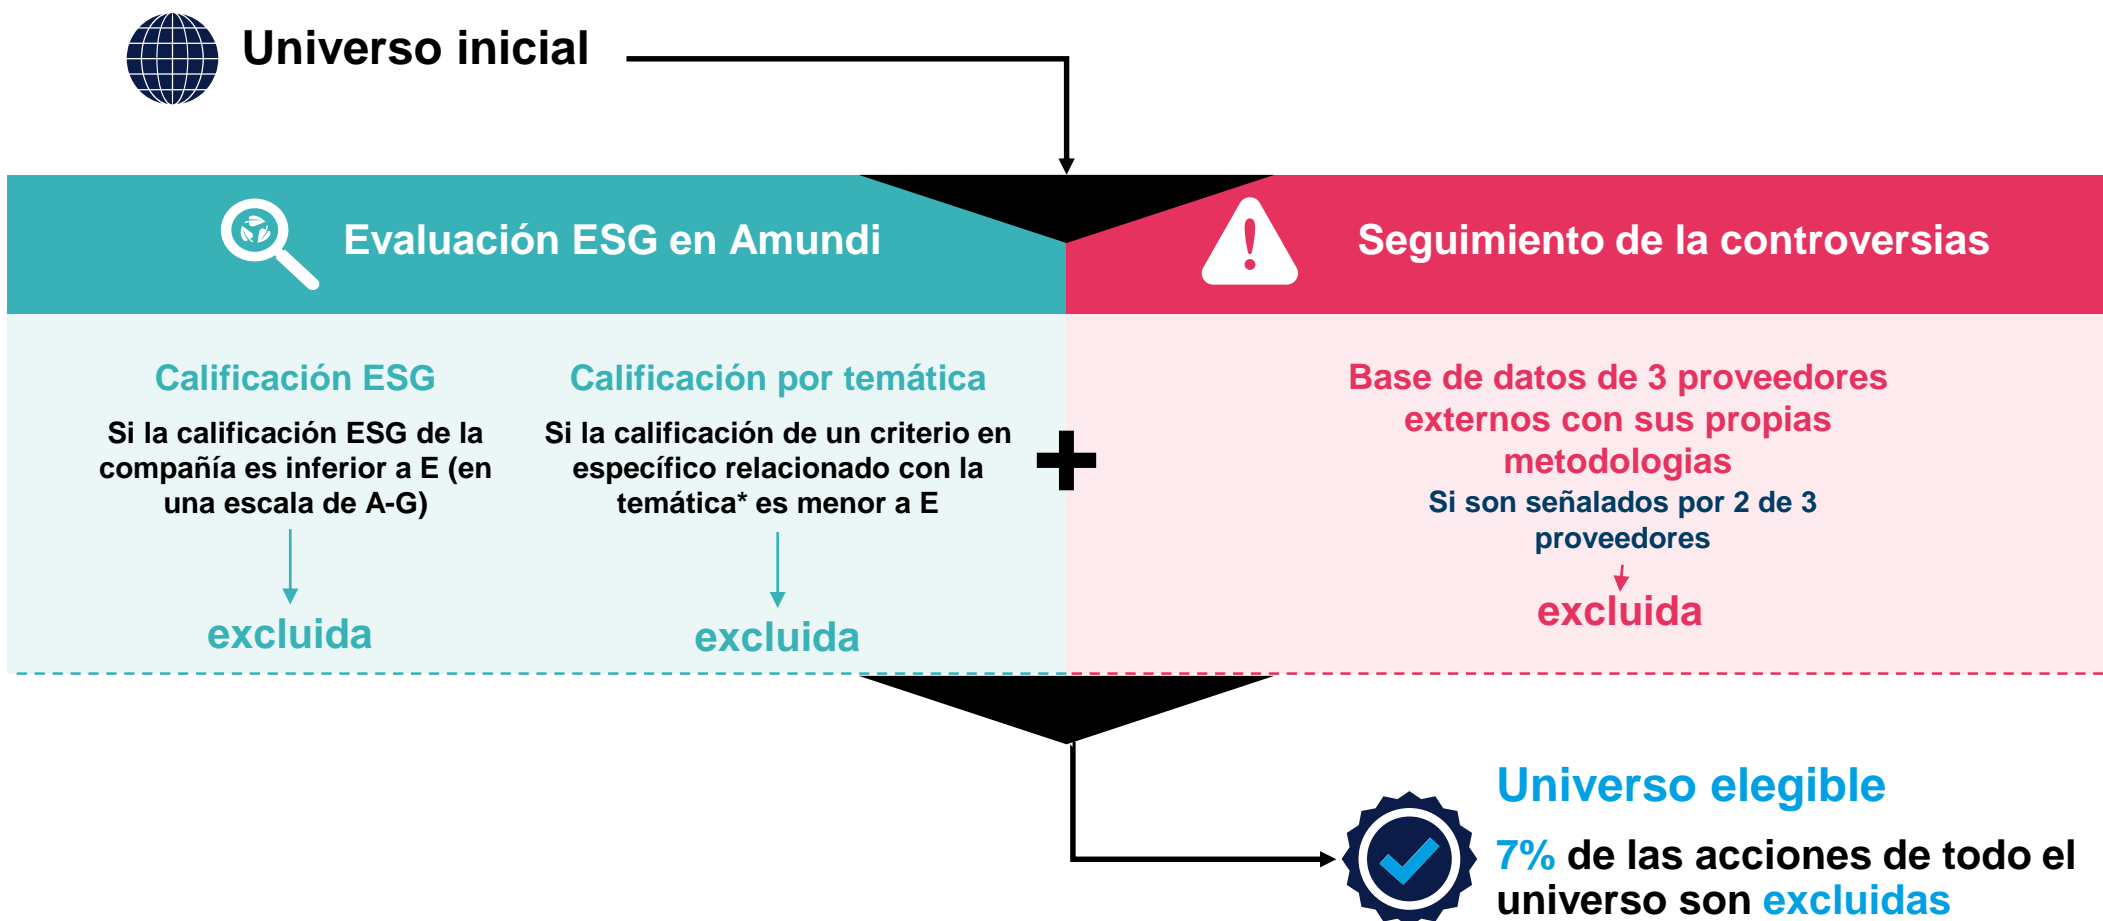 Universo inicial
Evaluación ESG en Amundi
Seguimiento de la controversias
Calificación ESG
Si la calificación ESG de la
compañía es inferior a E (en
una escala de A-G)
excluida
Calificación por temática
Si la calificación de un criterio en
específico relacionado con la
temática* es menor a E
excluida
Base de datos de 3 proveedores
externos con sus propias
metodologias
Si son señalados por 2 de 3
proveedores
excluida
Universo elegible
7% de las acciones de todo el
universo son excluidas